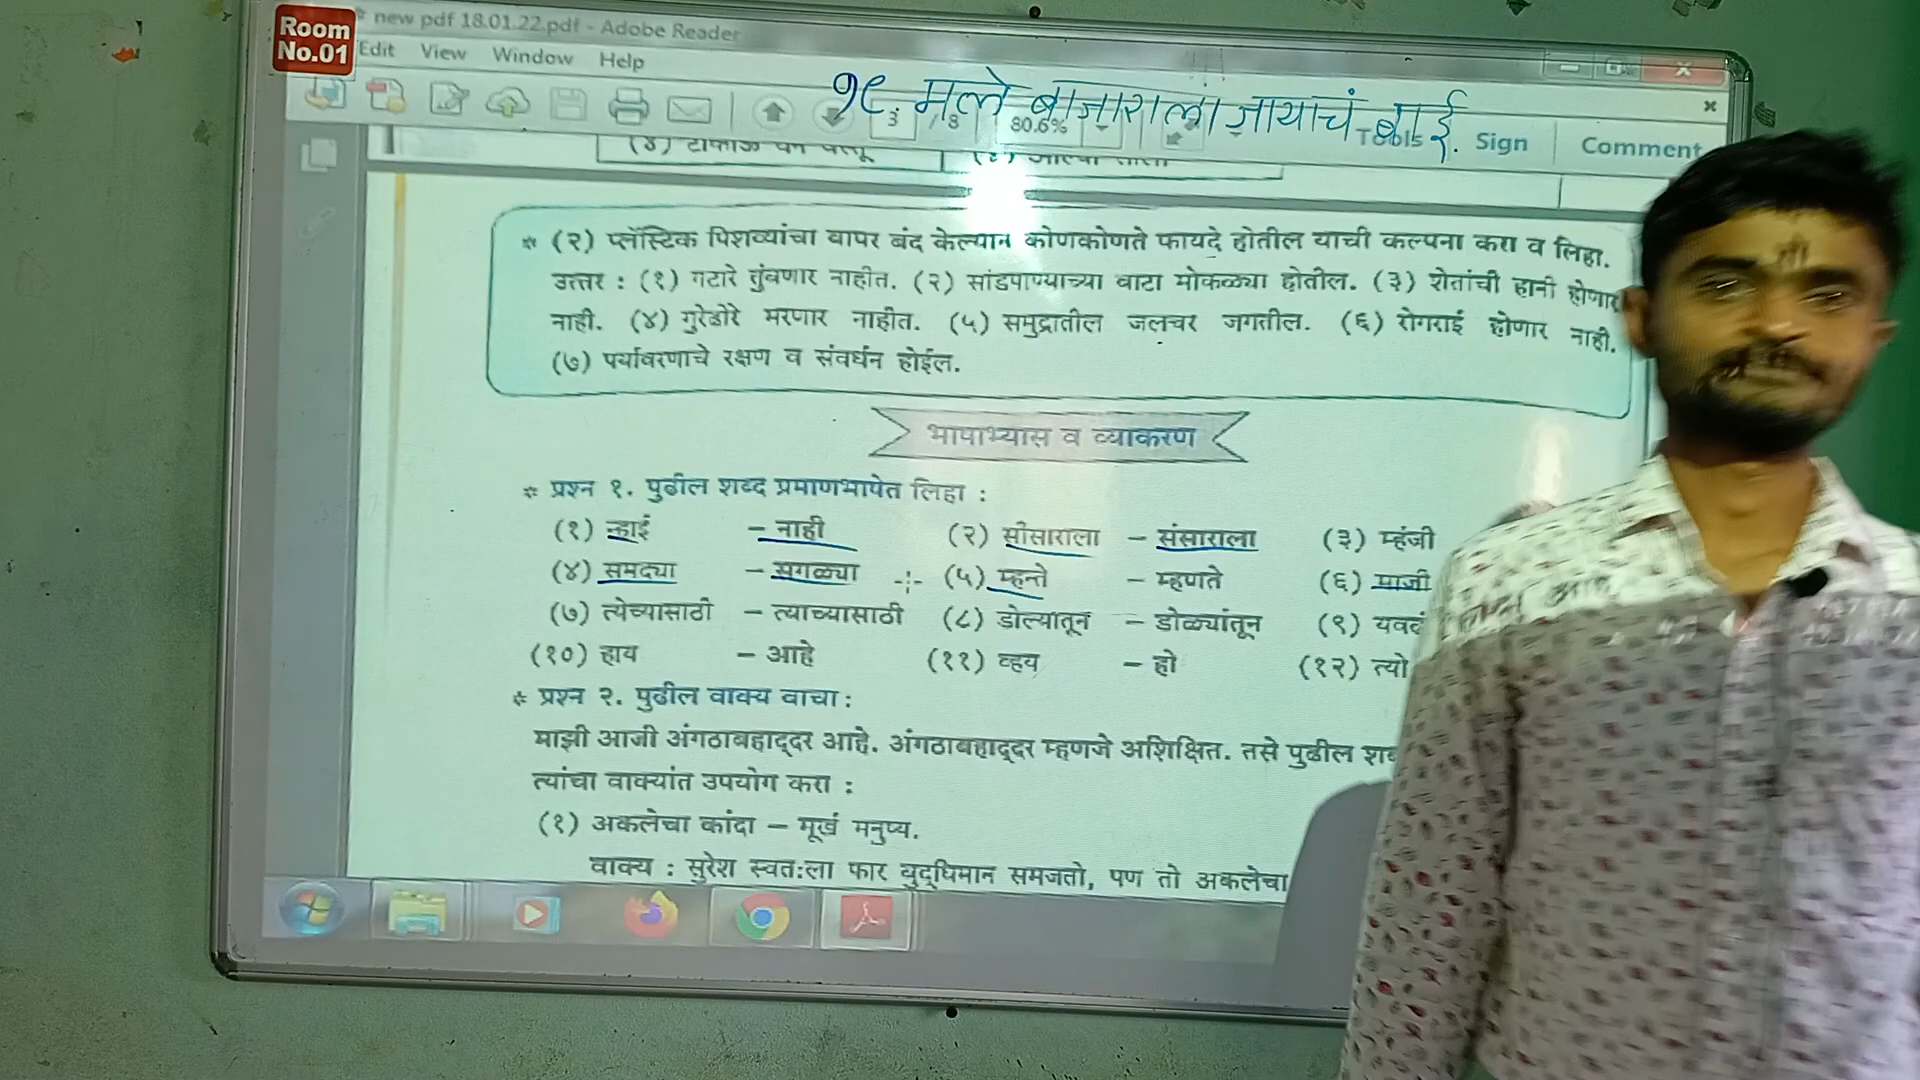 Room
No.01
new pdf 18.01.22.pdf - Adobe Reader
Edit View Window Help
१९ मले बाजाराला जायाचं बाई.
3 / 8 80.6% Tools Sign Comment
* (२) प्लॅस्टिक पिशव्यांचा वापर बंद केल्याने कोणकोणते फायदे होतील याची कल्पना करा व लिहा.
उत्तर : (१) गटारे तुंबणार नाहीत. (२) सांडपाण्याच्या वाटा मोकळ्या होतील. (३) शेतांची हानी होणार
नाही. (४) गुरेढोरे मरणार नाहीत. (५) समुद्रातील जलचर जगतील. (६) रोगराई होणार नाही.
(७) पर्यावरणाचे रक्षण व संवर्धन होईल.
भाषाभ्यास व व्याकरण
* प्रश्न १. पुढील शब्द प्रमाणभाषेत लिहा :
(१) न्हाई – नाही (२) सौंसाराला – संसाराला (३) म्हंजी
(४) समद्या – सगळ्या (५) म्हन्ते – म्हणते (६) माजी
(७) त्येच्यासाठी – त्याच्यासाठी (८) डोल्यातून – डोळ्यांतून (९) यवढं
(१०) हाय – आहे (११) व्हय – हो (१२) त्यो
* प्रश्न २. पुढील वाक्य वाचा :
माझी आजी अंगठाबहाद्दर आहे. अंगठाबहाद्दर म्हणजे अशिक्षित. तसे पुढील
त्यांचा वाक्यांत उपयोग करा :
(१) अकलेचा कांदा – मूर्ख मनुष्य.
वाक्य : सुरेश स्वत:ला फार बुद्धिमान समजतो, पण तो अकलेचा